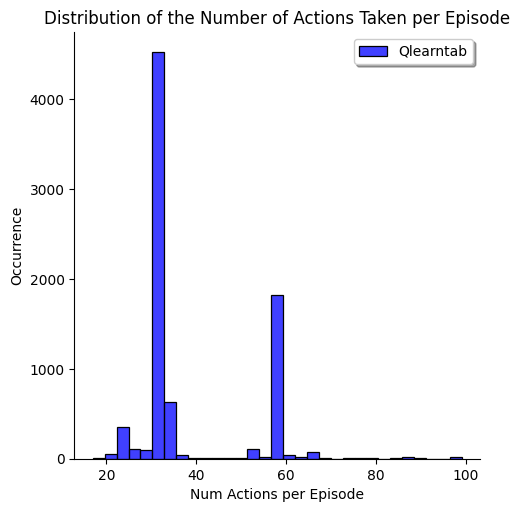 Distribution of the Number of Actions Taken per Episode
Qlearntab
4000
3000
2000
1000
0
Occurrence
20 40 60 80 100
Num Actions per Episode